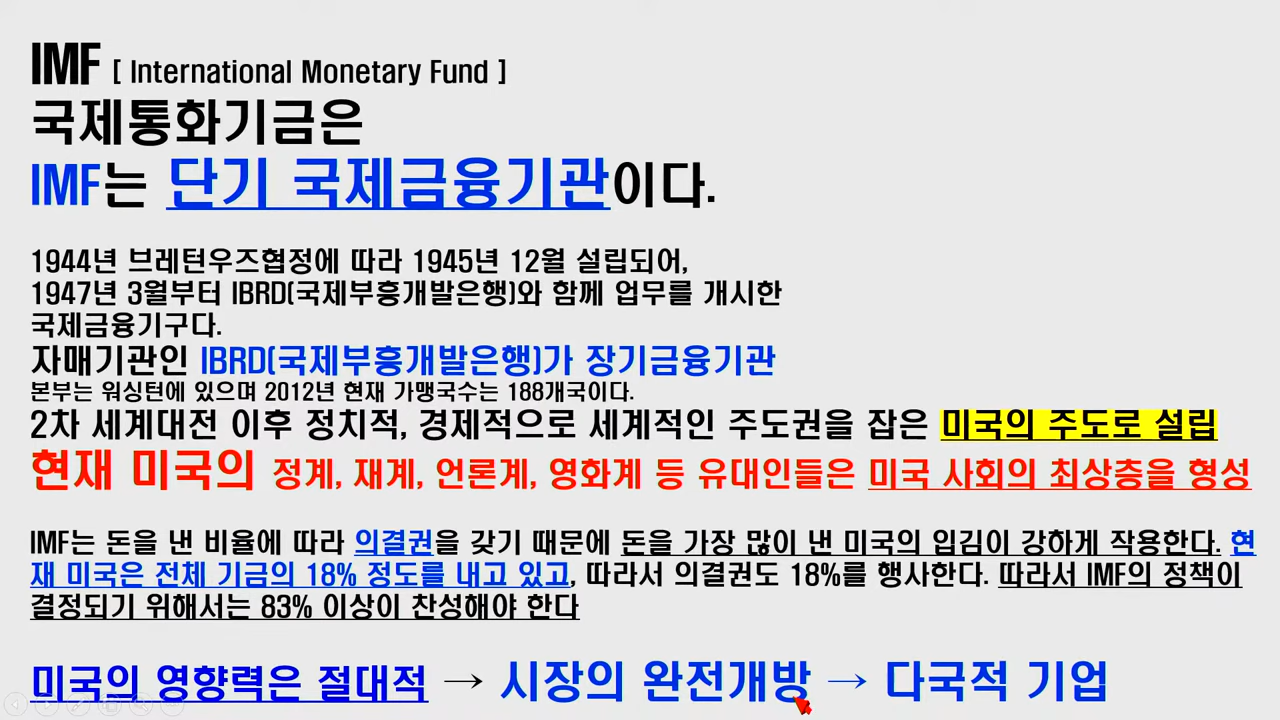 IMF [ International Monetary Fund ]
국제통화기금은
IMF는 단기 국제금융기관이다.
1944년 브레턴우즈협정에 따라 1945년 12월 설립되어,
1947년 3월부터 IBRD(국제부흥개발은행)와 함께 업무를 개시한
국제금융기구다.
자매기관인 IBRD(국제부흥개발은행)가 장기금융기관
본부는 워싱턴에 있으며 2012년 현재 가맹국수는 188개국이다.
2차 세계대전 이후 정치적, 경제적으로 세계적인 주도권을 잡은 미국의 주도로 설립
현재 미국의 정계, 재계, 언론계, 영화계 등 유대인들은 미국 사회의 최상층을 형성
IMF는 돈을 낸 비율에 따라 의결권을 갖기 때문에 돈을 가장 많이 낸 미국의 입김이 강하게 작용한다. 현
재 미국은 전체 기금의 18% 정도를 내고 있고, 따라서 의결권도 18%를 행사한다. 따라서 IMF의 정책이
결정되기 위해서는 83% 이상이 찬성해야 한다
미국의 영향력은 절대적 → 시장의 완전개방 → 다국적 기업